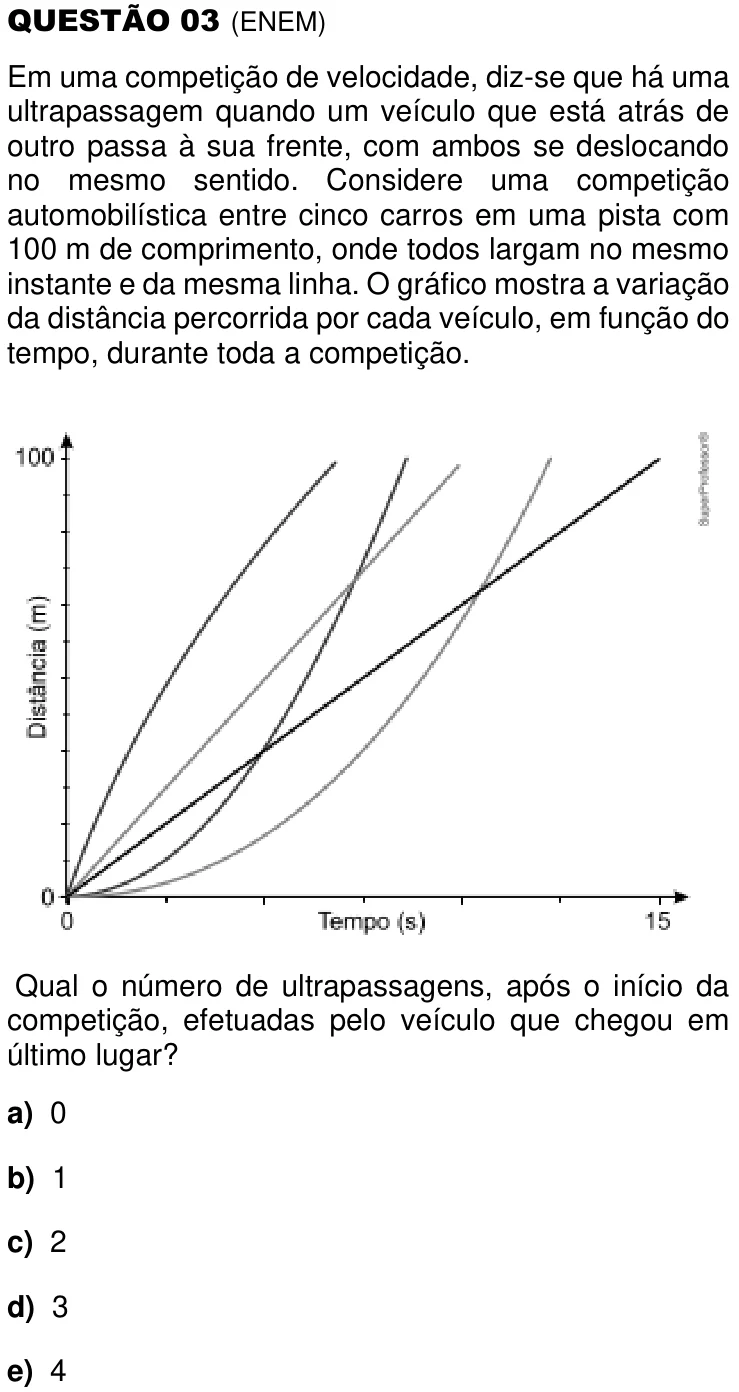 QUESTÃO 03 (ENEM)
Em uma competição de velocidade, diz-se que há uma
ultrapassagem quando um veículo que está atrás de
outro passa à sua frente, com ambos se deslocando
no mesmo sentido. Considere uma competição
automobilística entre cinco carros em uma pista com
100 m de comprimento, onde todos largam no mesmo
instante e da mesma linha. O gráfico mostra a variação
da distância percorrida por cada veículo, em função do
tempo, durante toda a competição.
100
SuperProfessor®
Distância (m)
0
0
Tempo (s)
15
Qual o número de ultrapassagens, após o início da
competição, efetuadas pelo veículo que chegou em
último lugar?
a) 0
b) 1
c) 2
d) 3
e) 4